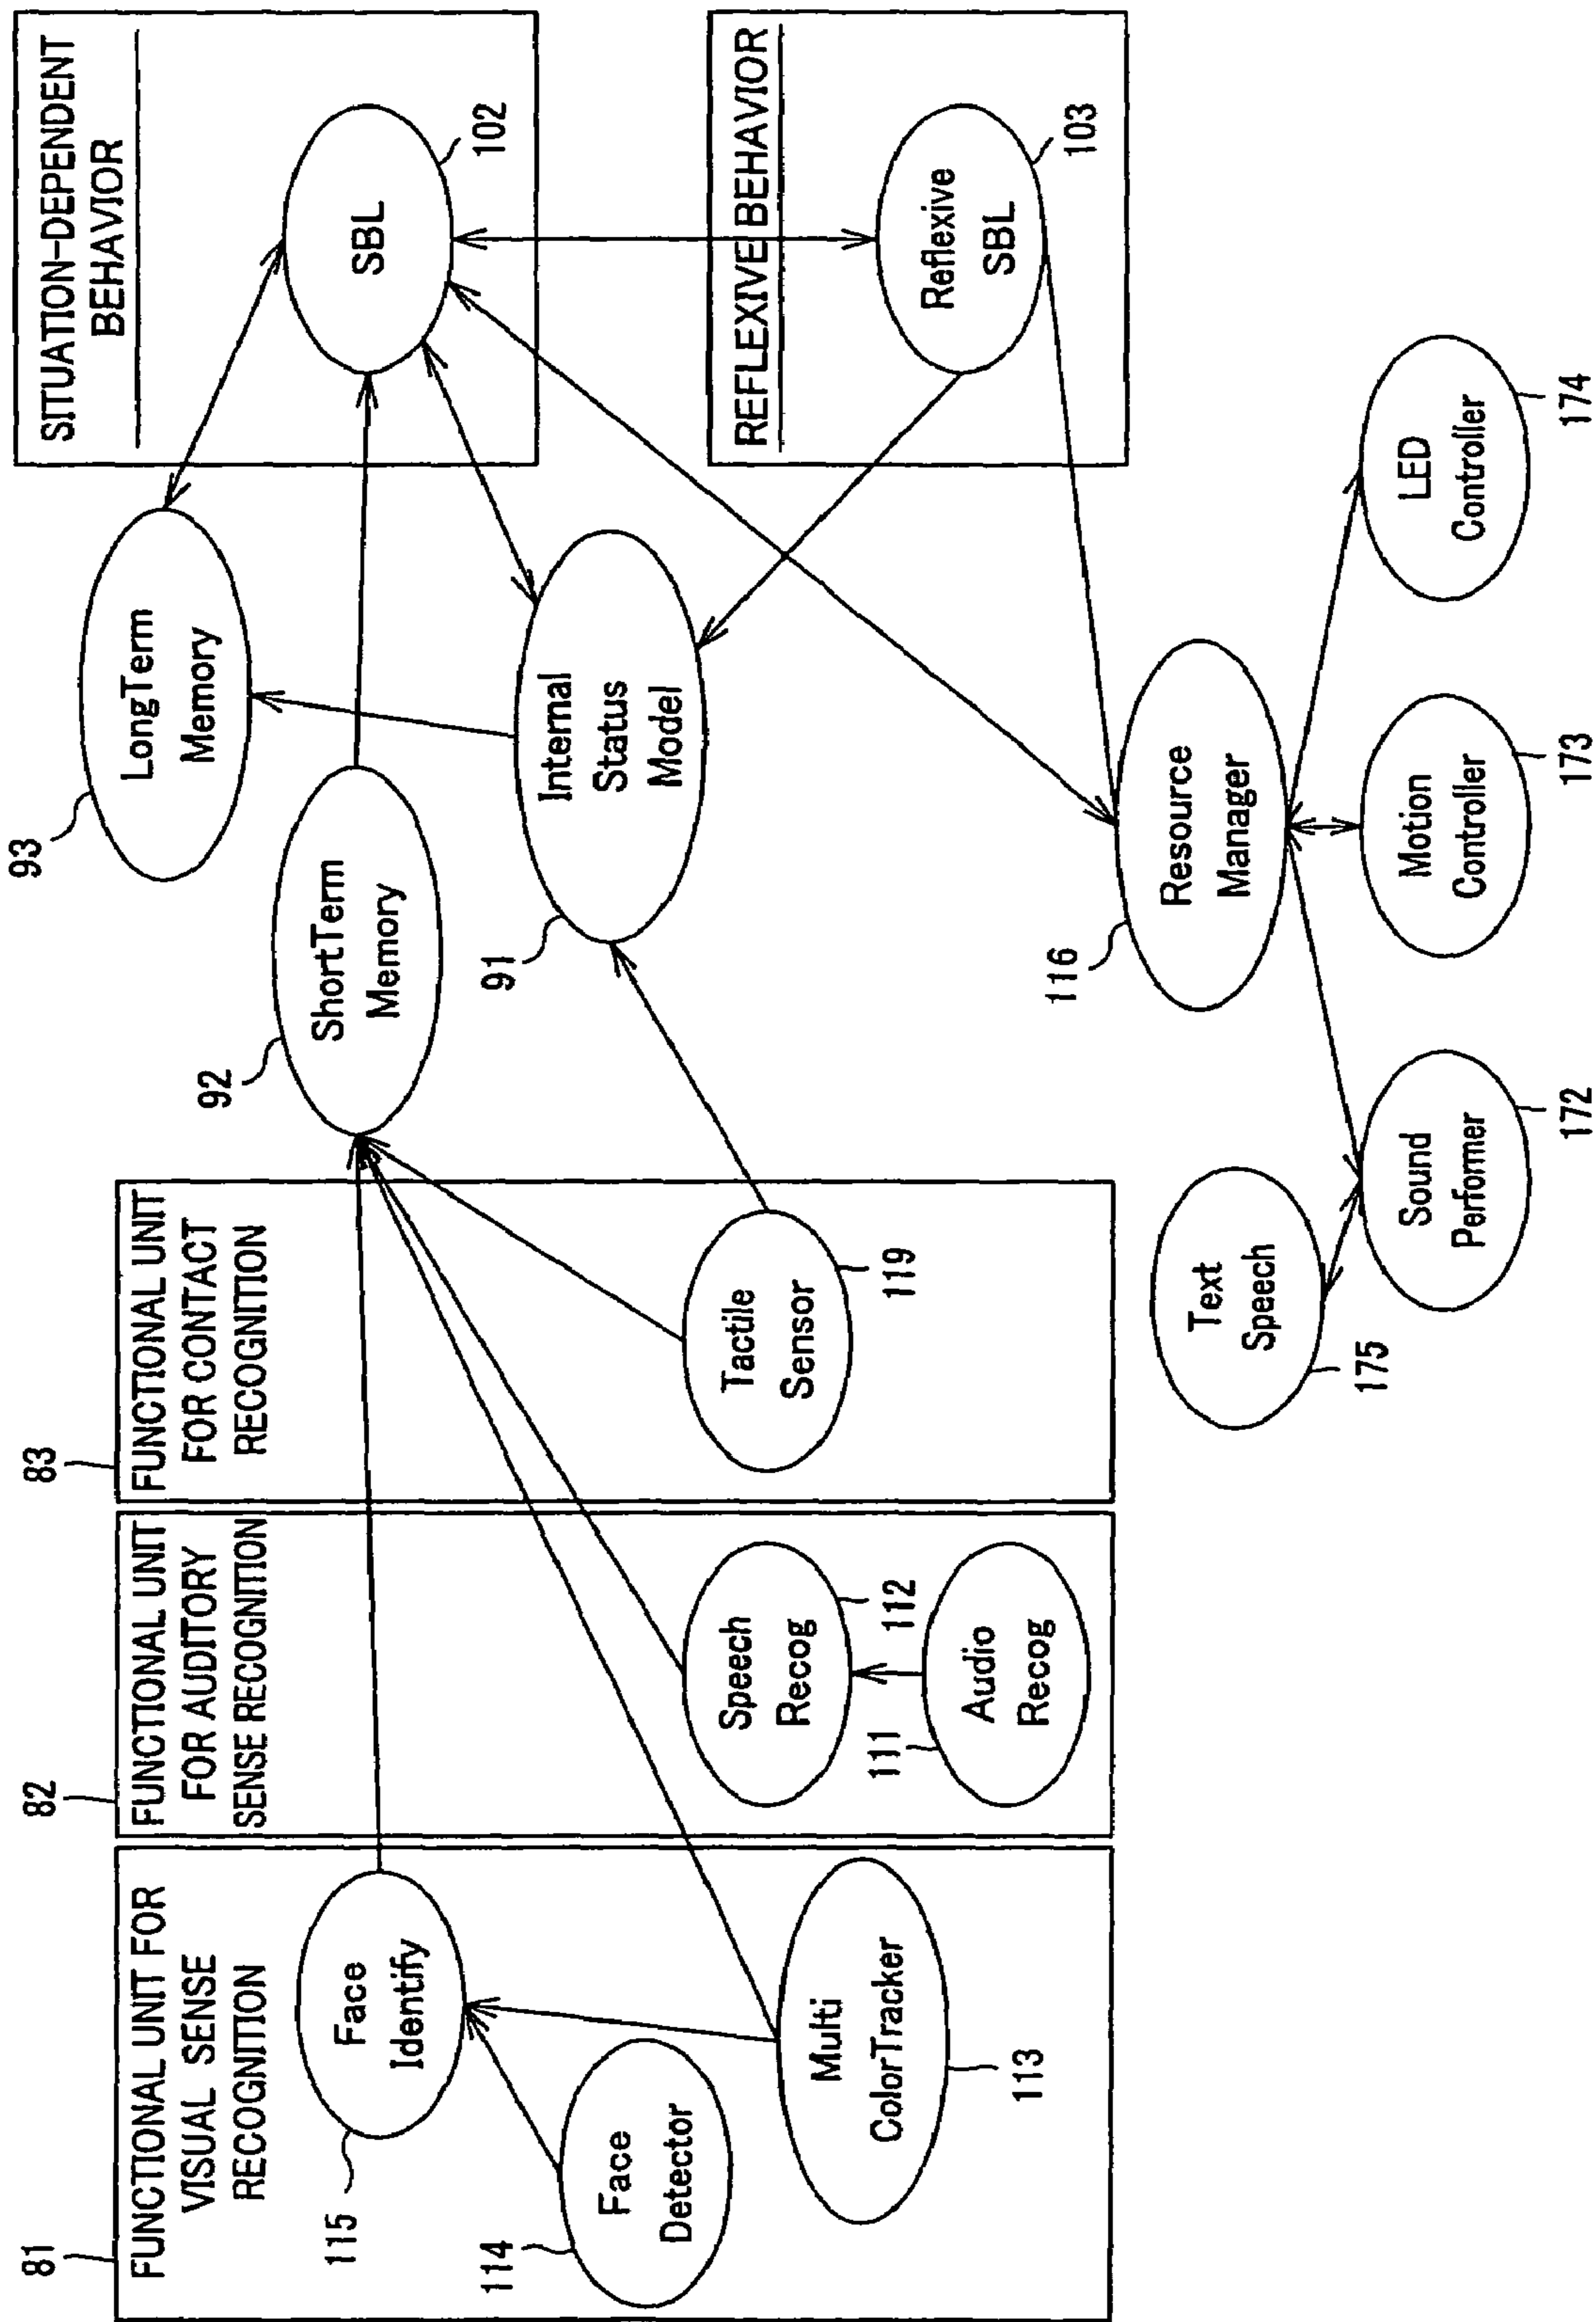 81
FUNCTIONAL UNIT FOR
VISUAL SENSE
RECOGNITION
115
Face
Identify
114
Face
Detector
Multi
ColorTracker
113
82
FUNCTIONAL UNIT
FOR AUDITORY
SENSE RECOGNITION
Speech
Recog
112
111
Audio
Recog
83
FUNCTIONAL UNIT
FOR CONTACT
RECOGNITION
Tactile
Sensor
119
92
ShortTerm
Memory
93
LongTerm
Memory
91
Internal
Status
Model
SITUATION-DEPENDENT
BEHAVIOR
SBL
102
REFLEXIVE BEHAVIOR
Reflexive
SBL
103
116
Resource
Manager
Text
Speech
175
Sound
Performer
172
Motion
Controller
173
LED
Controller
174